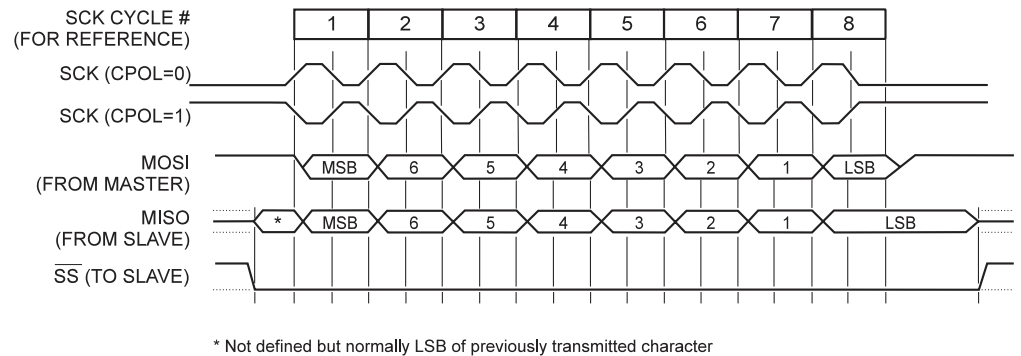 SCK CYCLE # 1 2 3 4 5 6 7 8
(FOR REFERENCE)
SCK (CPOL=0)
SCK (CPOL=1)
MOSI MSB 6 5 4 3 2 1 LSB
(FROM MASTER)
MISO * MSB 6 5 4 3 2 1 LSB
(FROM SLAVE)
SS (TO SLAVE)
* Not defined but normally LSB of previously transmitted character